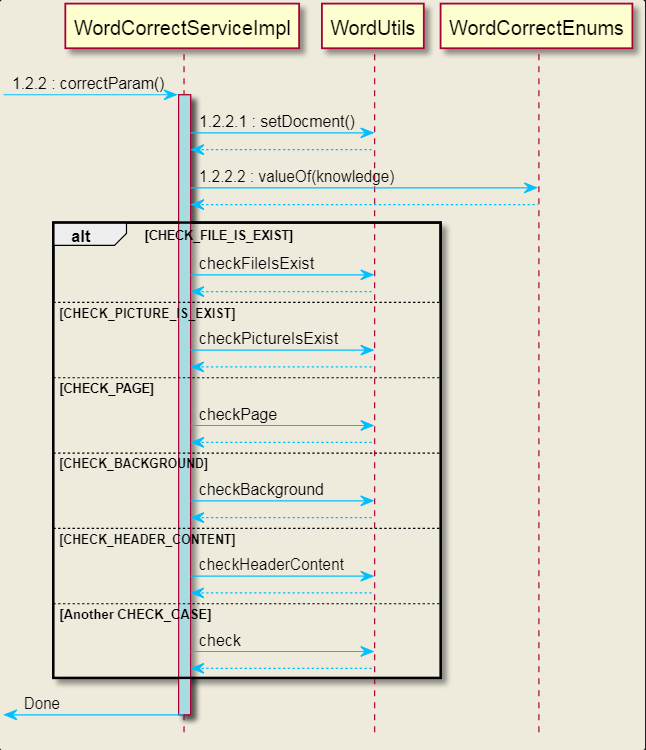 WordCorrectServiceImpl WordUtils WordCorrectEnums
1.2.2 : correctParam()
1.2.2.1 : setDocment()
1.2.2.2 : valueOf(knowledge)
alt [CHECK_FILE_IS_EXIST]
checkFileIsExist
[CHECK_PICTURE_IS_EXIST]
checkPictureIsExist
[CHECK_PAGE]
checkPage
[CHECK_BACKGROUND]
checkBackground
[CHECK_HEADER_CONTENT]
checkHeaderContent
[Another CHECK_CASE]
check
Done